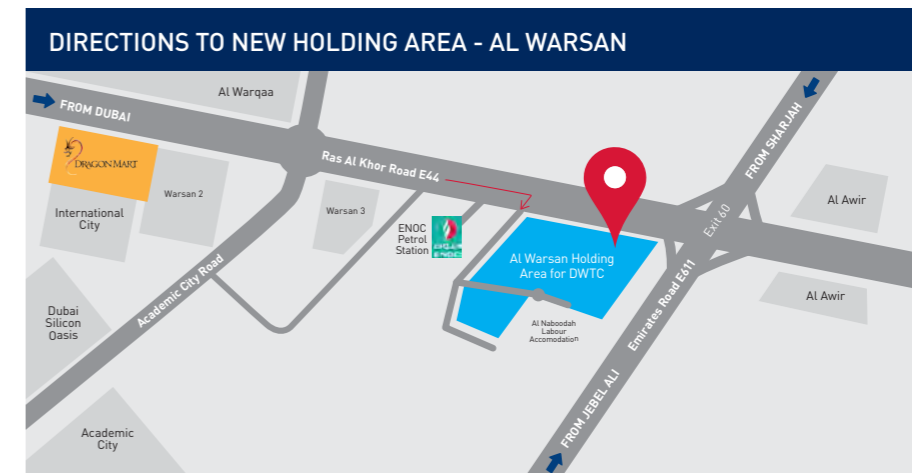 DIRECTIONS TO NEW HOLDING AREA - AL WARSAN
Al Warqaa
FROM DUBAI
DRAGON MART
Warsan 2
International
City
Ras Al Khor Road E44
Warsan 3
ENOC
Petrol
Station
ENOC
Al Warsan Holding
Area for DWTC
Al Naboodah
Labour
Accomodation
FROM SHARJAH
Exit 60
Al Awir
Al Awir
Emirates Road E611
FROM JEBEL ALI
Academic City Road
Dubai
Silicon
Oasis
Academic
City